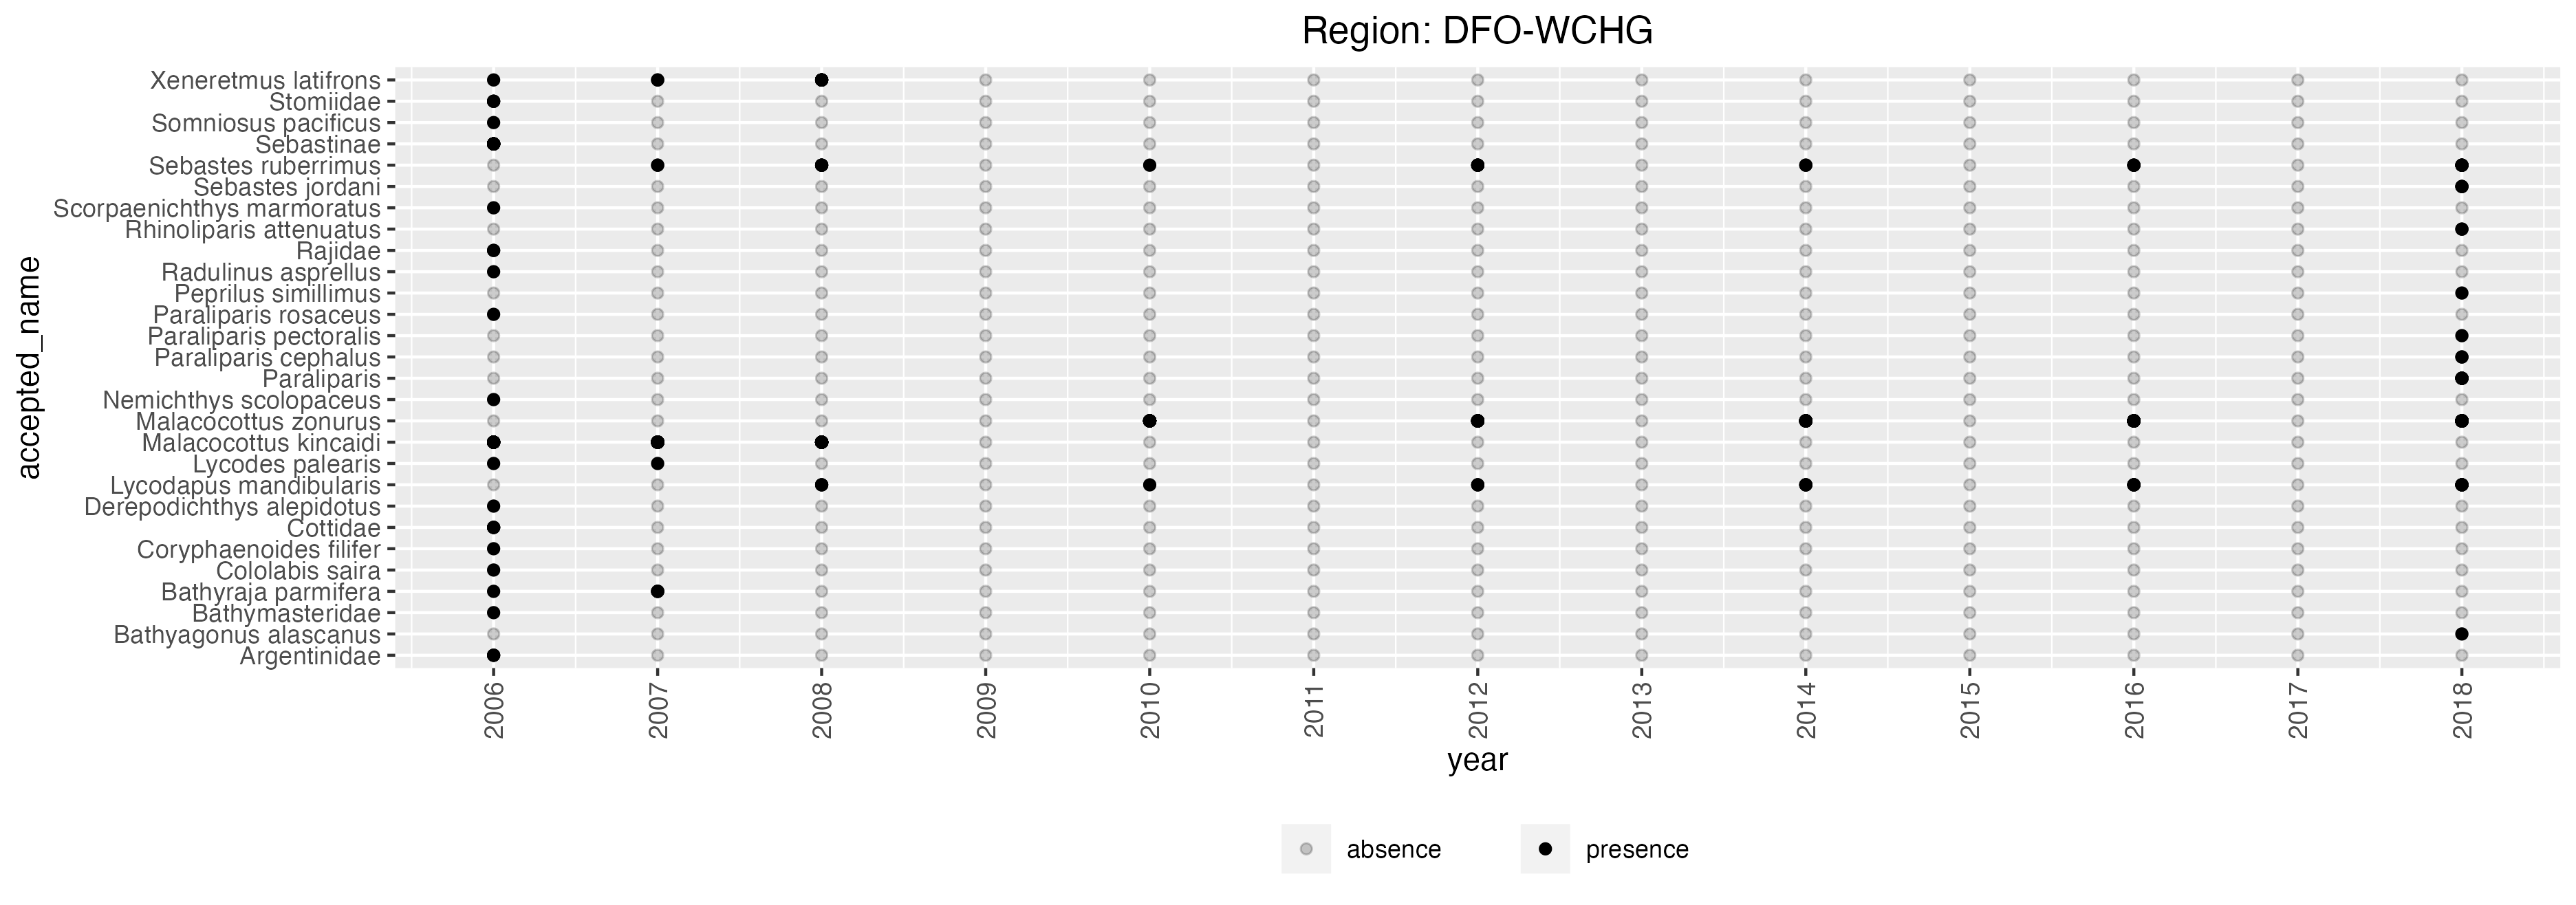 Region: DFO-WCHG
accepted_name
Xeneretmus latifrons
Stomiidae
Somniosus pacificus
Sebastinae
Sebastes ruberrimus
Sebastes jordani
Scorpaenichthys marmoratus
Rhinoliparis attenuatus
Rajidae
Radulinus asprellus
Peprilus simillimus
Paraliparis rosaceus
Paraliparis pectoralis
Paraliparis cephalus
Paraliparis
Nemichthys scolopaceus
Malacocottus zonurus
Malacocottus kincaidi
Lycodes palearis
Lycodapus mandibularis
Derepodichthys alepidotus
Cottidae
Coryphaenoides filifer
Cololabis saira
Bathyraja parmifera
Bathymasteridae
Bathyagonus alascanus
Argentinidae
2006 2007 2008 2009 2010 2011 2012 2013 2014 2015 2016 2017 2018
year
absence presence